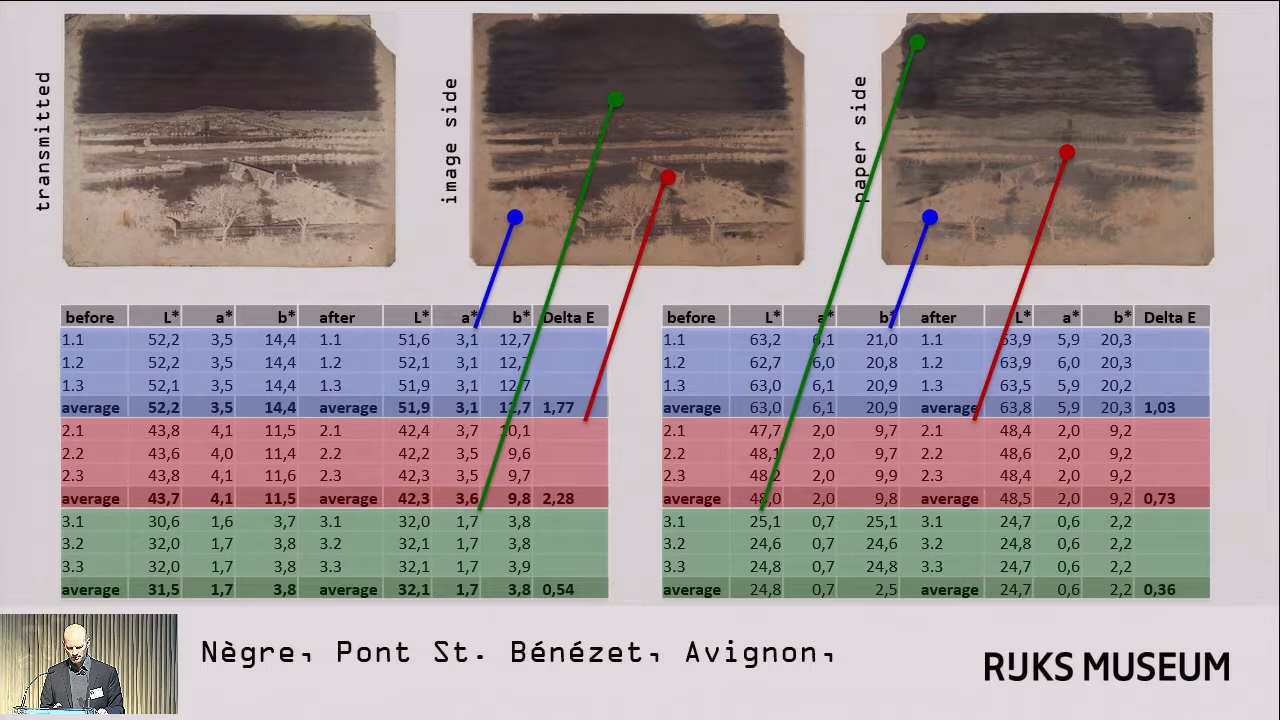 transmitted
image side
paper side
before L* a* b* after L* a* b* Delta E
1.1 52,2 3,5 14,4 1.1 51,6 3,1 12,7
1.2 52,2 3,5 14,4 1.2 52,1 3,1 12,7
1.3 52,1 3,5 14,4 1.3 51,9 3,1 12,7
average 52,2 3,5 14,4 average 51,9 3,1 12,7 1,77
2.1 43,8 4,1 11,5 2.1 42,4 3,7 10,1
2.2 43,6 4,0 11,4 2.2 42,2 3,5 9,6
2.3 43,8 4,1 11,6 2.3 42,3 3,5 9,7
average 43,7 4,1 11,5 average 42,3 3,6 9,8 2,28
3.1 30,6 1,6 3,7 3.1 32,0 1,7 3,8
3.2 32,0 1,7 3,8 3.2 32,1 1,7 3,8
3.3 32,0 1,7 3,8 3.3 32,1 1,7 3,9
average 31,5 1,7 3,8 average 32,1 1,7 3,8 0,54
before L* a* b* after L* a* b* Delta E
1.1 63,2 6,1 21,0 1.1 63,9 5,9 20,3
1.2 62,7 6,0 20,8 1.2 63,9 6,0 20,3
1.3 63,0 6,1 20,9 1.3 63,5 5,9 20,2
average 63,0 6,1 20,9 average 63,8 5,9 20,3 1,03
2.1 47,7 2,0 9,7 2.1 48,4 2,0 9,2
2.2 48,1 2,0 9,7 2.2 48,6 2,0 9,2
2.3 48,2 2,0 9,9 2.3 48,4 2,0 9,2
average 48,0 2,0 9,8 average 48,5 2,0 9,2 0,73
3.1 25,1 0,7 25,1 3.1 24,7 0,6 2,2
3.2 24,6 0,7 24,6 3.2 24,8 0,6 2,2
3.3 24,8 0,7 24,8 3.3 24,7 0,6 2,2
average 24,8 0,7 2,5 average 24,7 0,6 2,2 0,36
Nègre, Pont St. Bénézet, Avignon,
RIJKS MUSEUM